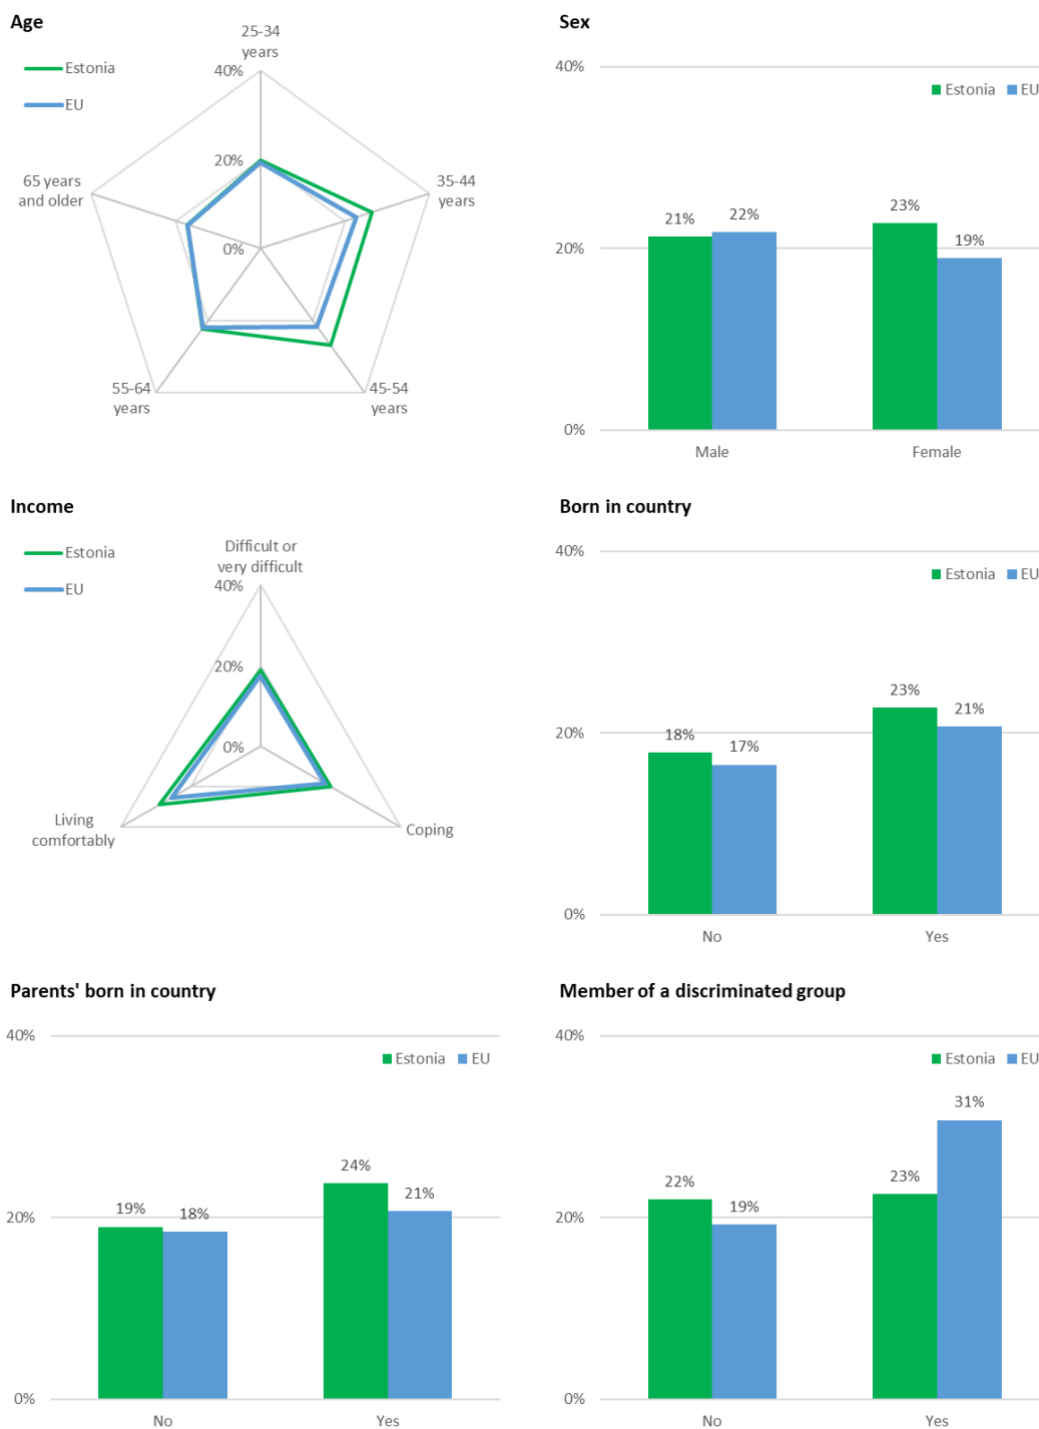 Age
Estonia
EU
25-34
years
40%
20%
0%
35-44
years
45-54
years
55-64
years
65 years
and older
Sex
40%
20%
0%
Estonia EU
21%
22%
23%
19%
Male
Female
Income
Estonia
EU
Difficult or
very difficult
40%
20%
0%
Coping
Living
comfortably
Born in country
40%
20%
0%
Estonia EU
18%
17%
23%
21%
No
Yes
Parents' born in country
40%
20%
0%
Estonia EU
19%
18%
24%
21%
No
Yes
Member of a discriminated group
40%
20%
0%
Estonia EU
22%
19%
23%
31%
No
Yes